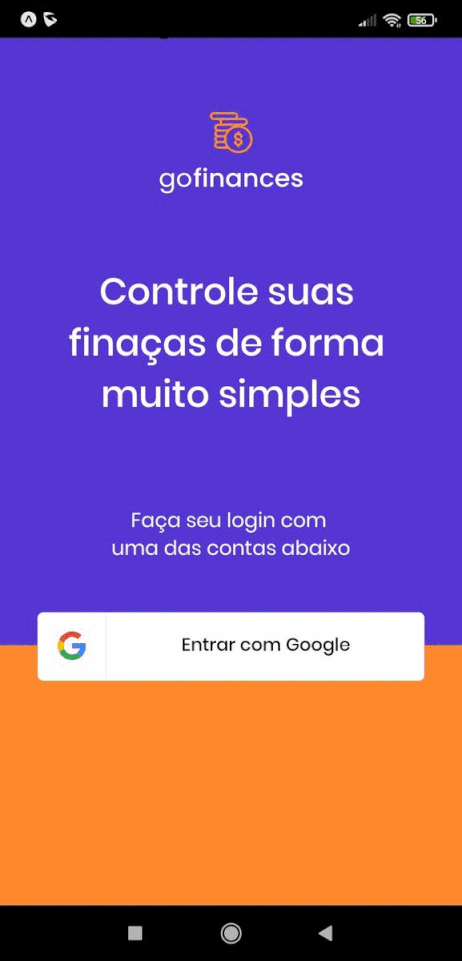 56
gofinances
Controle suas
finaças de forma
muito simples
Faça seu login com
uma das contas abaixo
Entrar com Google